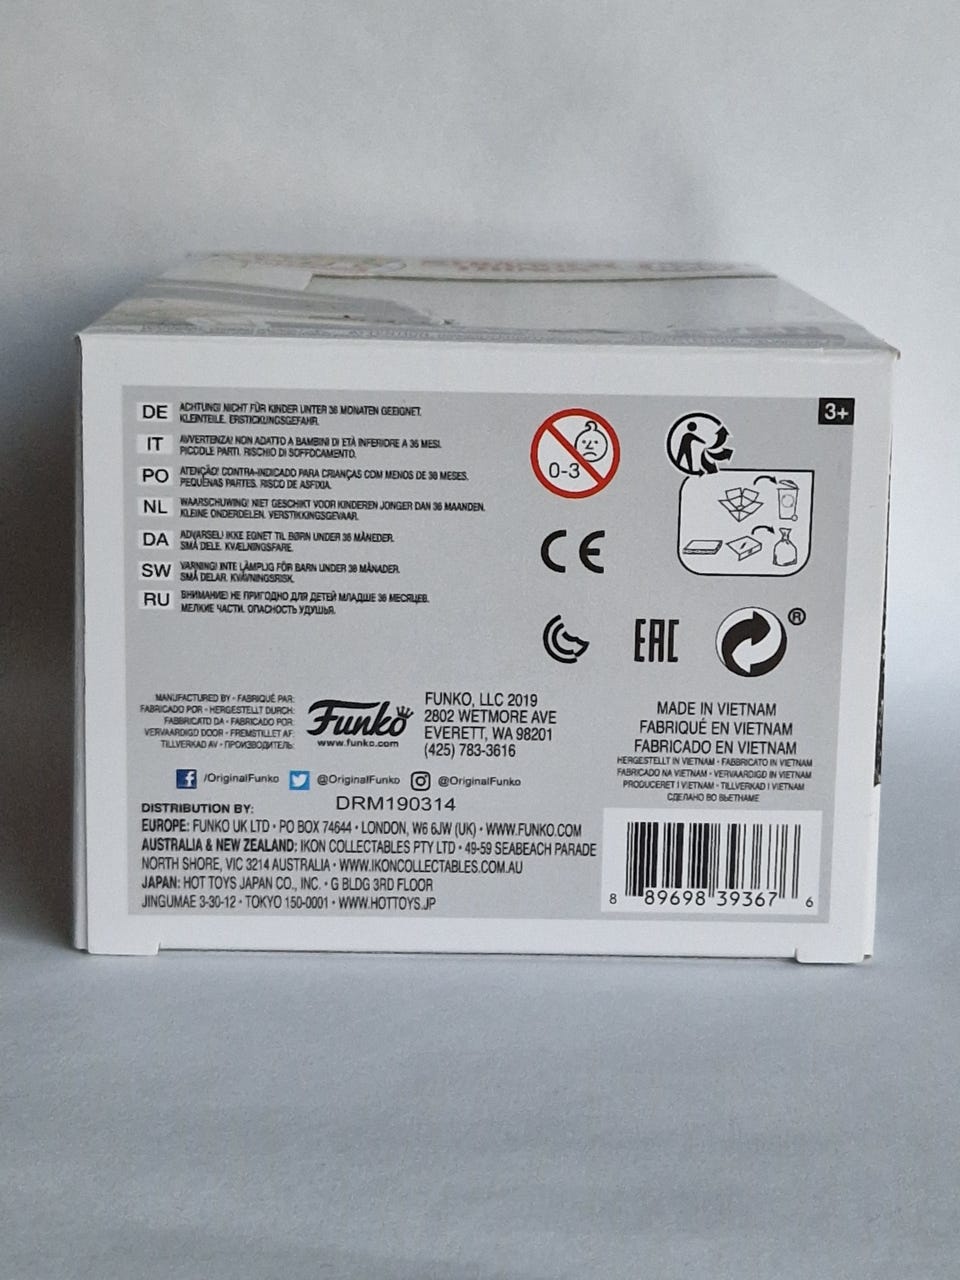 DE ACHTUNG! NICHT FÜR KINDER UNTER 36 MONATEN GEEIGNET.
KLEINTEILE. ERSTICKUNGSGEFAHR.
IT AVVERTENZA! NON ADATTO A BAMBINI DI ETÀ INFERIORE A 36 MESI.
PICCOLE PARTI. RISCHIO DI SOFFOCAMENTO.
PO ATENÇÃO! CONTRA-INDICADO PARA CRIANÇAS COM MENOS DE 36 MESES.
PEQUENAS PARTES. RISCO DE ASFIXIA.
NL WAARSCHUWING! NIET GESCHIKT VOOR KINDEREN JONGER DAN 36 MAANDEN.
KLEINE ONDERDELEN. VERSTIKKINGSGEVAAR.
DA ADVARSEL! IKKE EGNET TIL BØRN UNDER 36 MÅNEDER.
SMÅ DELE. KVÆLNINGSFARE.
SW VARNING! INTE LÄMPLIG FÖR BARN UNDER 36 MÅNADER.
SMÅ DELAR. KVÄVNINGSRISK.
RU ВНИМАНИЕ! НЕ ПРИГОДНО ДЛЯ ДЕТЕЙ МЛАДШЕ 36 МЕСЯЦЕВ.
МЕЛКИЕ ЧАСТИ. ОПАСНОСТЬ УДУШЬЯ.
0-3
3+
CE
EAC
®
MANUFACTURED BY • FABRIQUÉ PAR:
FABRICADO POR • HERGESTELLT DURCH:
FABBRICATO DA • FABRICADO POR:
VERVAARDIGD DOOR • FREMSTILLET AF:
TILLVERKAD AV • ПРОИЗВОДИТЕЛЬ:
Funko
www.funko.com
FUNKO, LLC 2019
2802 WETMORE AVE
EVERETT, WA 98201
(425) 783-3616
/OriginalFunko @OriginalFunko @OriginalFunko
DRM190314
DISTRIBUTION BY:
EUROPE: FUNKO UK LTD • PO BOX 74644 • LONDON, W6 6JW (UK) • WWW.FUNKO.COM
AUSTRALIA & NEW ZEALAND: IKON COLLECTABLES PTY LTD • 49-59 SEABEACH PARADE
NORTH SHORE, VIC 3214 AUSTRALIA • WWW.IKONCOLLECTABLES.COM.AU
JAPAN: HOT TOYS JAPAN CO., INC. • G BLDG 3RD FLOOR
JINGUMAE 3-30-12 • TOKYO 150-0001 • WWW.HOTTOYS.JP
MADE IN VIETNAM
FABRIQUÉ EN VIETNAM
FABRICADO EN VIETNAM
HERGESTELLT IN VIETNAM • FABBRICATO IN VIETNAM
FABRICADO NA VIETNAM • VERVAARDIGD IN VIETNAM
PRODUCERET I VIETNAM • TILLVERKAD I VIETNAM
СДЕЛАНО ВО ВЬЕТНАМЕ
8 89698 39367 6